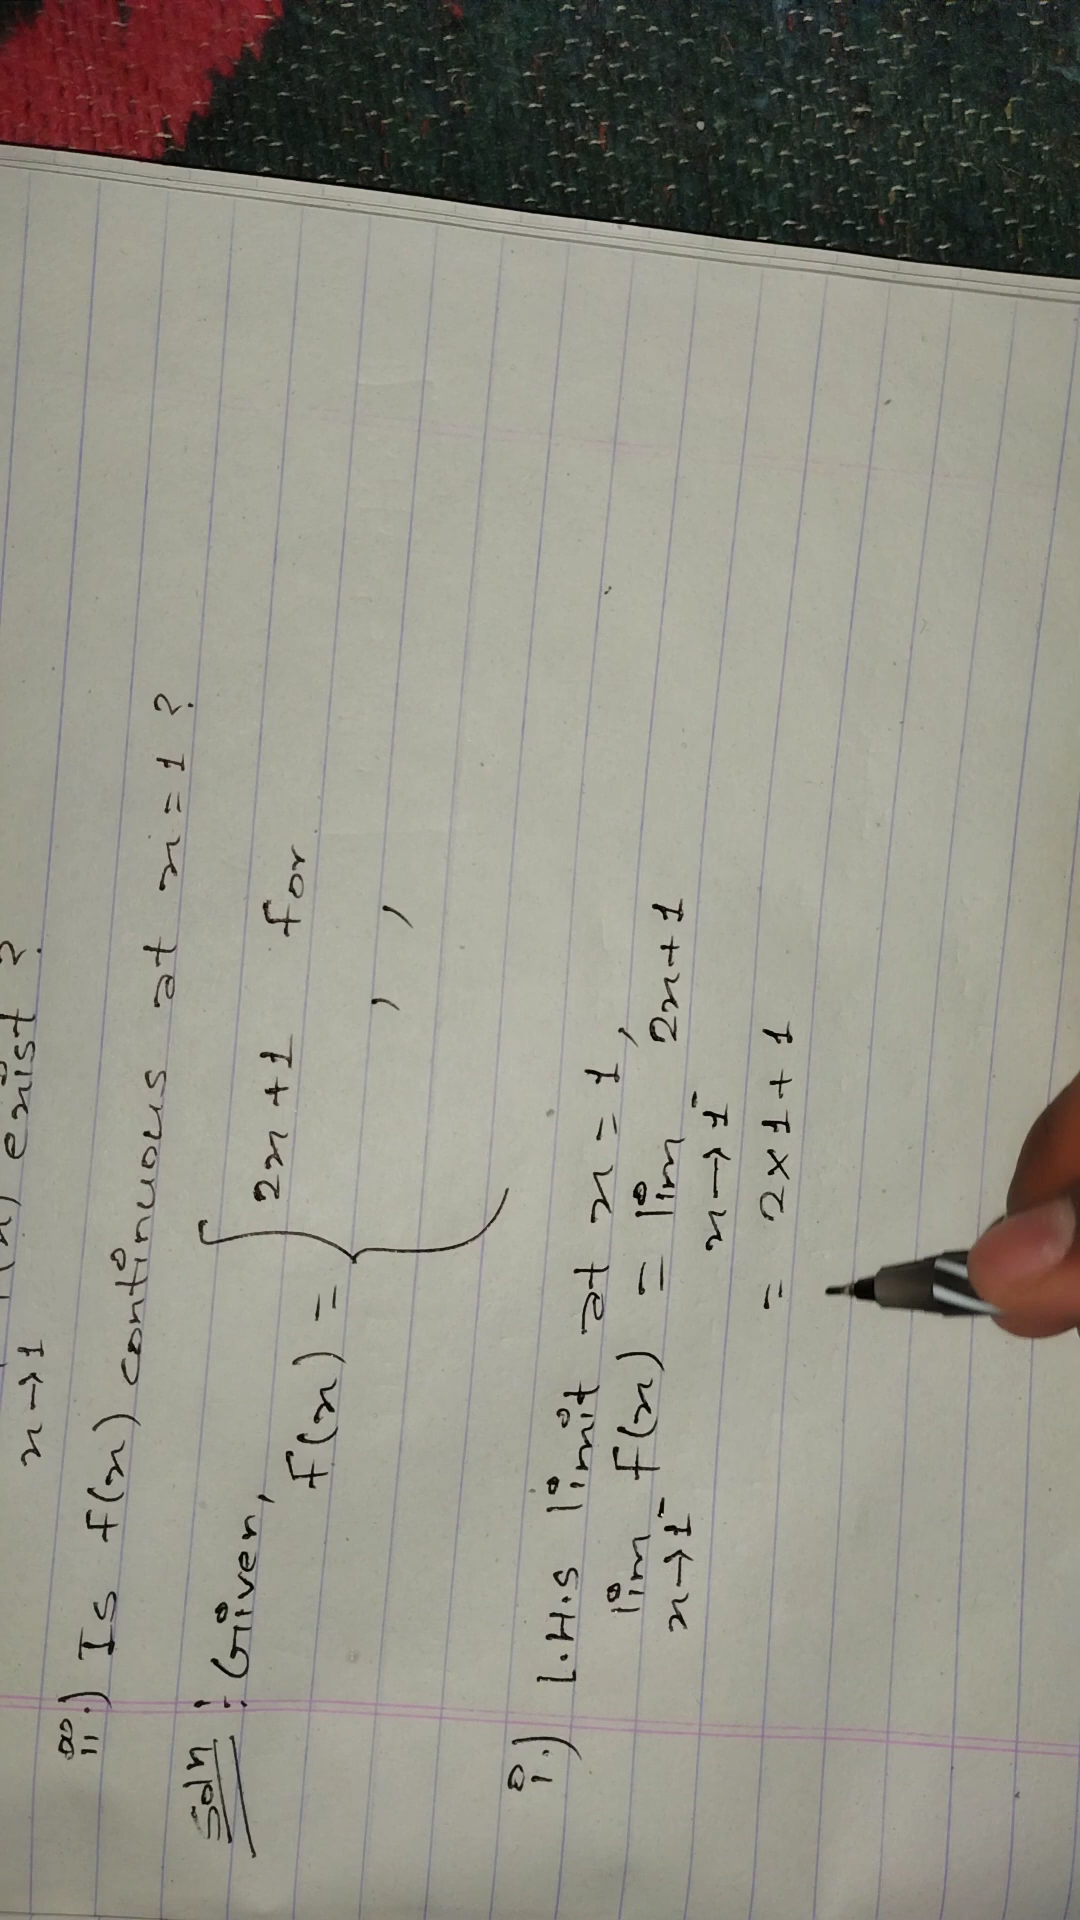 x→1
(x) exist ?
ii.) Is f(x) continuous at x=1 ?
Soln : Given,
f(x) = { 2x+1 for
, ,
i.) L.H.S limit at x=1,
lim f(x) = lim 2x+1
x→1⁻ x→1⁻
= 2×1+1